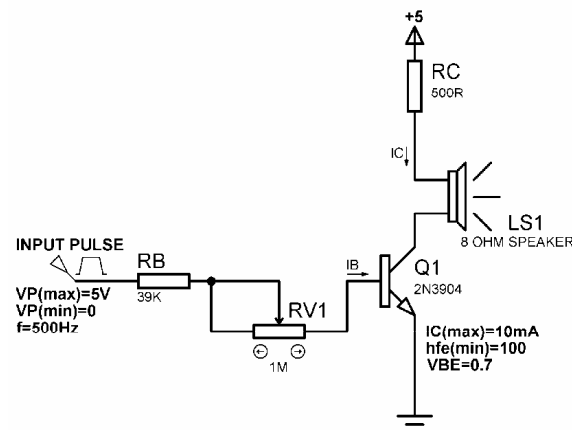 +5
RC
500R
IC
LS1
8 OHM SPEAKER
INPUT PULSE
VP(max)=5V
VP(min)=0
f=500Hz
RB
39K
RV1
1M
IB
Q1
2N3904
IC(max)=10mA
hfe(min)=100
VBE=0.7